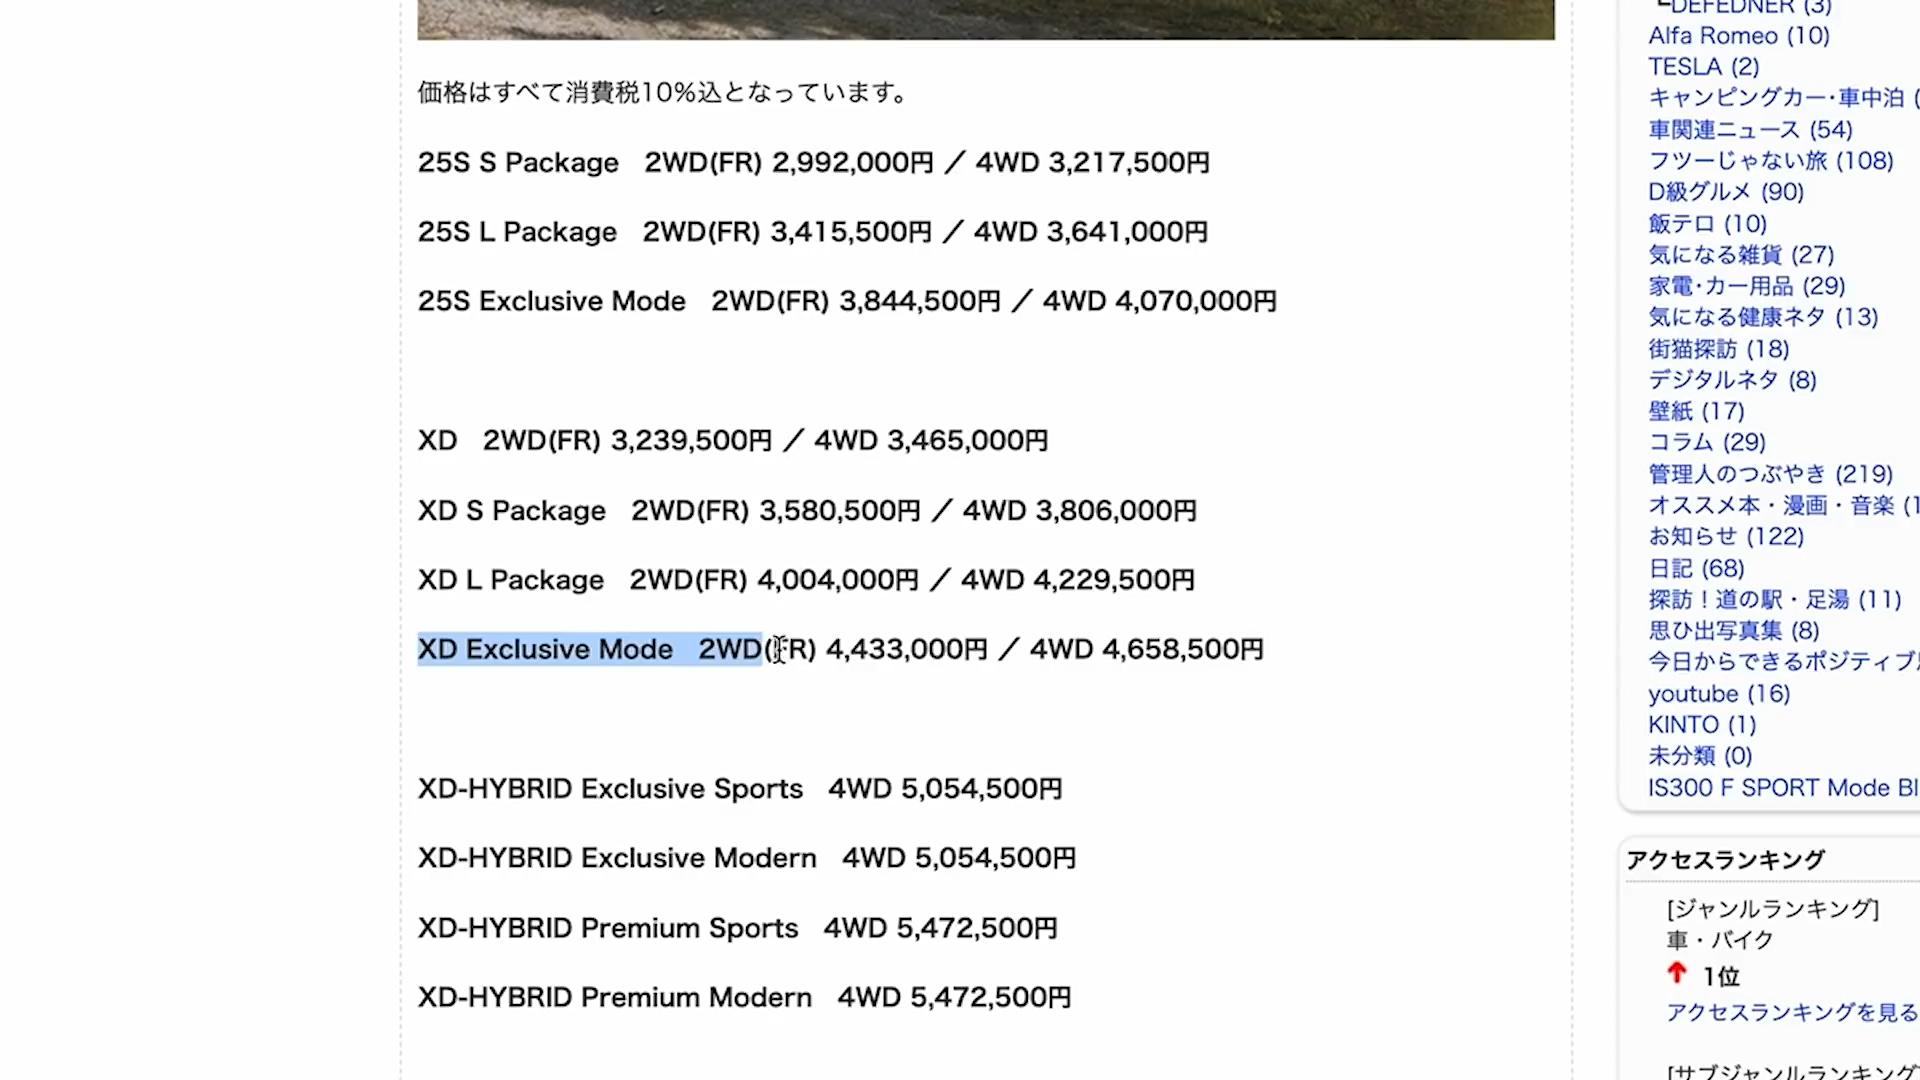 価格はすべて消費税10%込となっています。
25S S Package 2WD(FR) 2,992,000円 ／ 4WD 3,217,500円
25S L Package 2WD(FR) 3,415,500円 ／ 4WD 3,641,000円
25S Exclusive Mode 2WD(FR) 3,844,500円 ／ 4WD 4,070,000円
XD 2WD(FR) 3,239,500円 ／ 4WD 3,465,000円
XD S Package 2WD(FR) 3,580,500円 ／ 4WD 3,806,000円
XD L Package 2WD(FR) 4,004,000円 ／ 4WD 4,229,500円
XD Exclusive Mode 2WD(FR) 4,433,000円 ／ 4WD 4,658,500円
XD-HYBRID Exclusive Sports 4WD 5,054,500円
XD-HYBRID Exclusive Modern 4WD 5,054,500円
XD-HYBRID Premium Sports 4WD 5,472,500円
XD-HYBRID Premium Modern 4WD 5,472,500円
┗DEFEDNER (3)
Alfa Romeo (10)
TESLA (2)
キャンピングカー･車中泊 (
車関連ニュース (54)
フツーじゃない旅 (108)
D級グルメ (90)
飯テロ (10)
気になる雑貨 (27)
家電･カー用品 (29)
気になる健康ネタ (13)
街猫探訪 (18)
デジタルネタ (8)
壁紙 (17)
コラム (29)
管理人のつぶやき (219)
オススメ本・漫画・音楽 (1
お知らせ (122)
日記 (68)
探訪！道の駅・足湯 (11)
思ひ出写真集 (8)
今日からできるポジティブ
youtube (16)
KINTO (1)
未分類 (0)
IS300 F SPORT Mode Bl
アクセスランキング
[ジャンルランキング]
車・バイク
1位
アクセスランキングを見る
[サブジャンルランキング